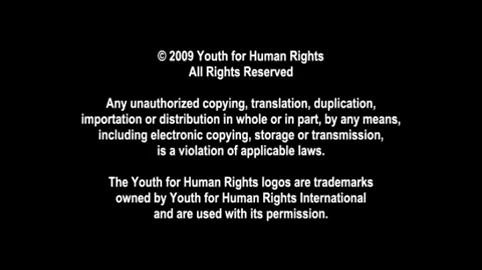 © 2009 Youth for Human Rights
All Rights Reserved
Any unauthorized copying, translation, duplication,
importation or distribution in whole or in part, by any means,
including electronic copying, storage or transmission,
is a violation of applicable laws.
The Youth for Human Rights logos are trademarks
owned by Youth for Human Rights International
and are used with its permission.